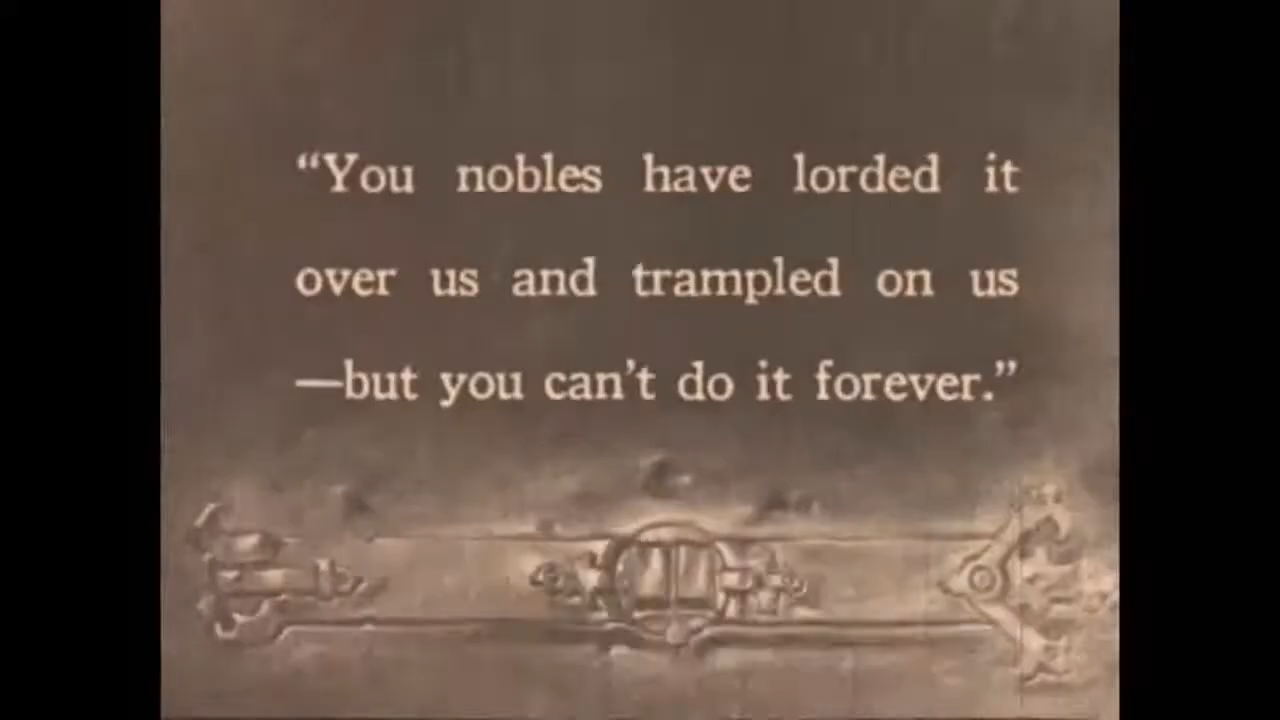 “You nobles have lorded it
over us and trampled on us
—but you can’t do it forever.”